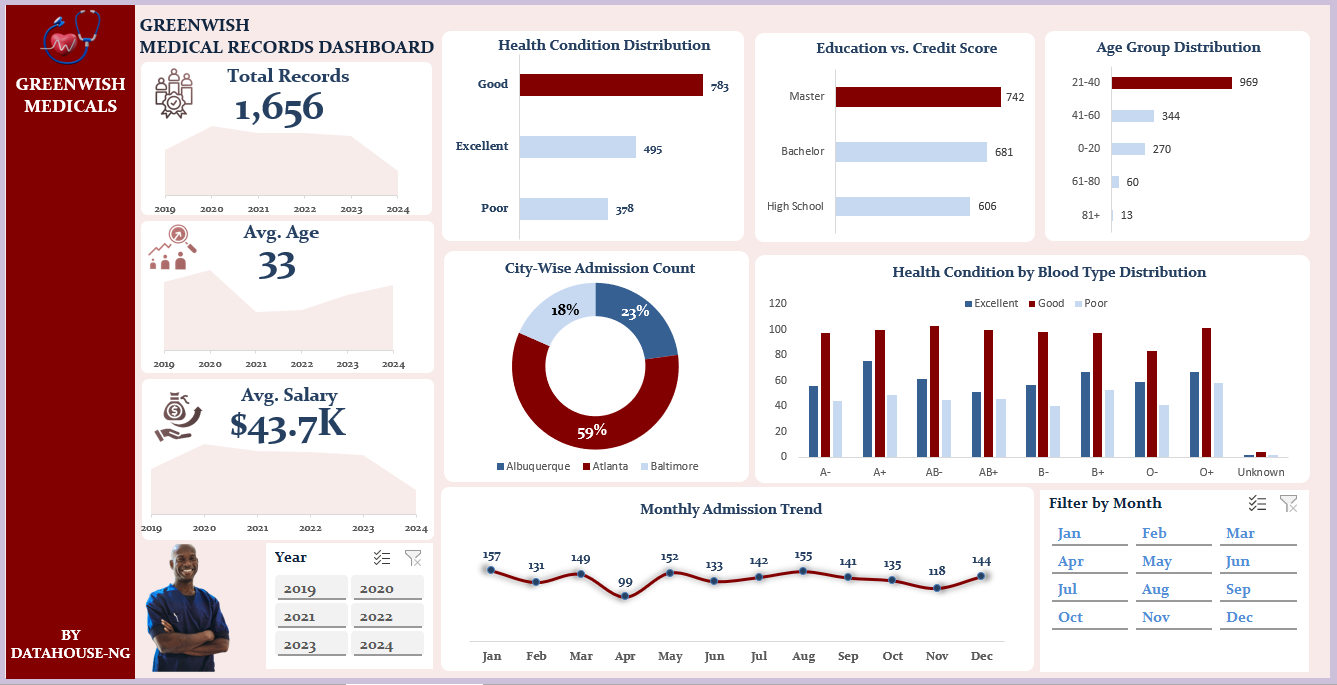 GREENWISH
MEDICALS
BY
DATAHOUSE-NG
GREENWISH
MEDICAL RECORDS DASHBOARD
Total Records
1,656
2019 2020 2021 2022 2023 2024
Avg. Age
33
2019 2020 2021 2022 2023 2024
Avg. Salary
$43.7K
2019 2020 2021 2022 2023 2024
Year
2019 2020
2021 2022
2023 2024
Health Condition Distribution
Good 783
Excellent 495
Poor 378
Education vs. Credit Score
Master 742
Bachelor 681
High School 606
Age Group Distribution
21-40 969
41-60 344
0-20 270
61-80 60
81+ 13
City-Wise Admission Count
18% 23%
59%
Albuquerque Atlanta Baltimore
Health Condition by Blood Type Distribution
Excellent Good Poor
120
100
80
60
40
20
0
A- A+ AB- AB+ B- B+ O- O+ Unknown
Monthly Admission Trend
157 131 149 99 152 133 142 155 141 135 118 144
Jan Feb Mar Apr May Jun Jul Aug Sep Oct Nov Dec
Filter by Month
Jan Feb Mar
Apr May Jun
Jul Aug Sep
Oct Nov Dec